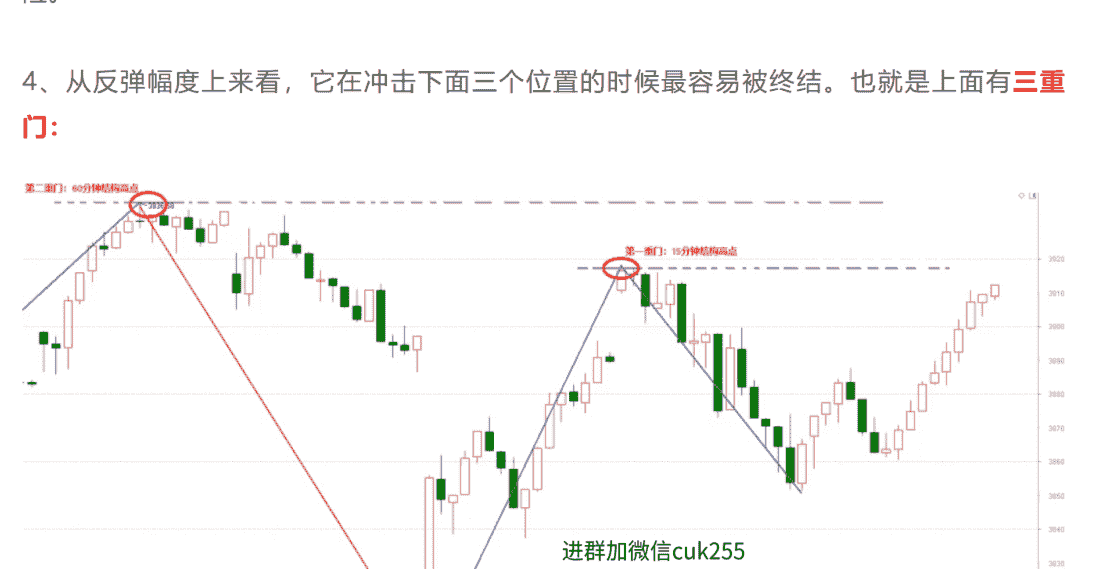 4、从反弹幅度上来看，它在冲击下面三个位置的时候最容易被终结。也就是上面有三重
门：
第二重门：60分钟结构高点
第一重门：15分钟结构高点
3920
3910
3900
3890
3880
3870
3860
3850
3840
3830
进群加微信cuk255